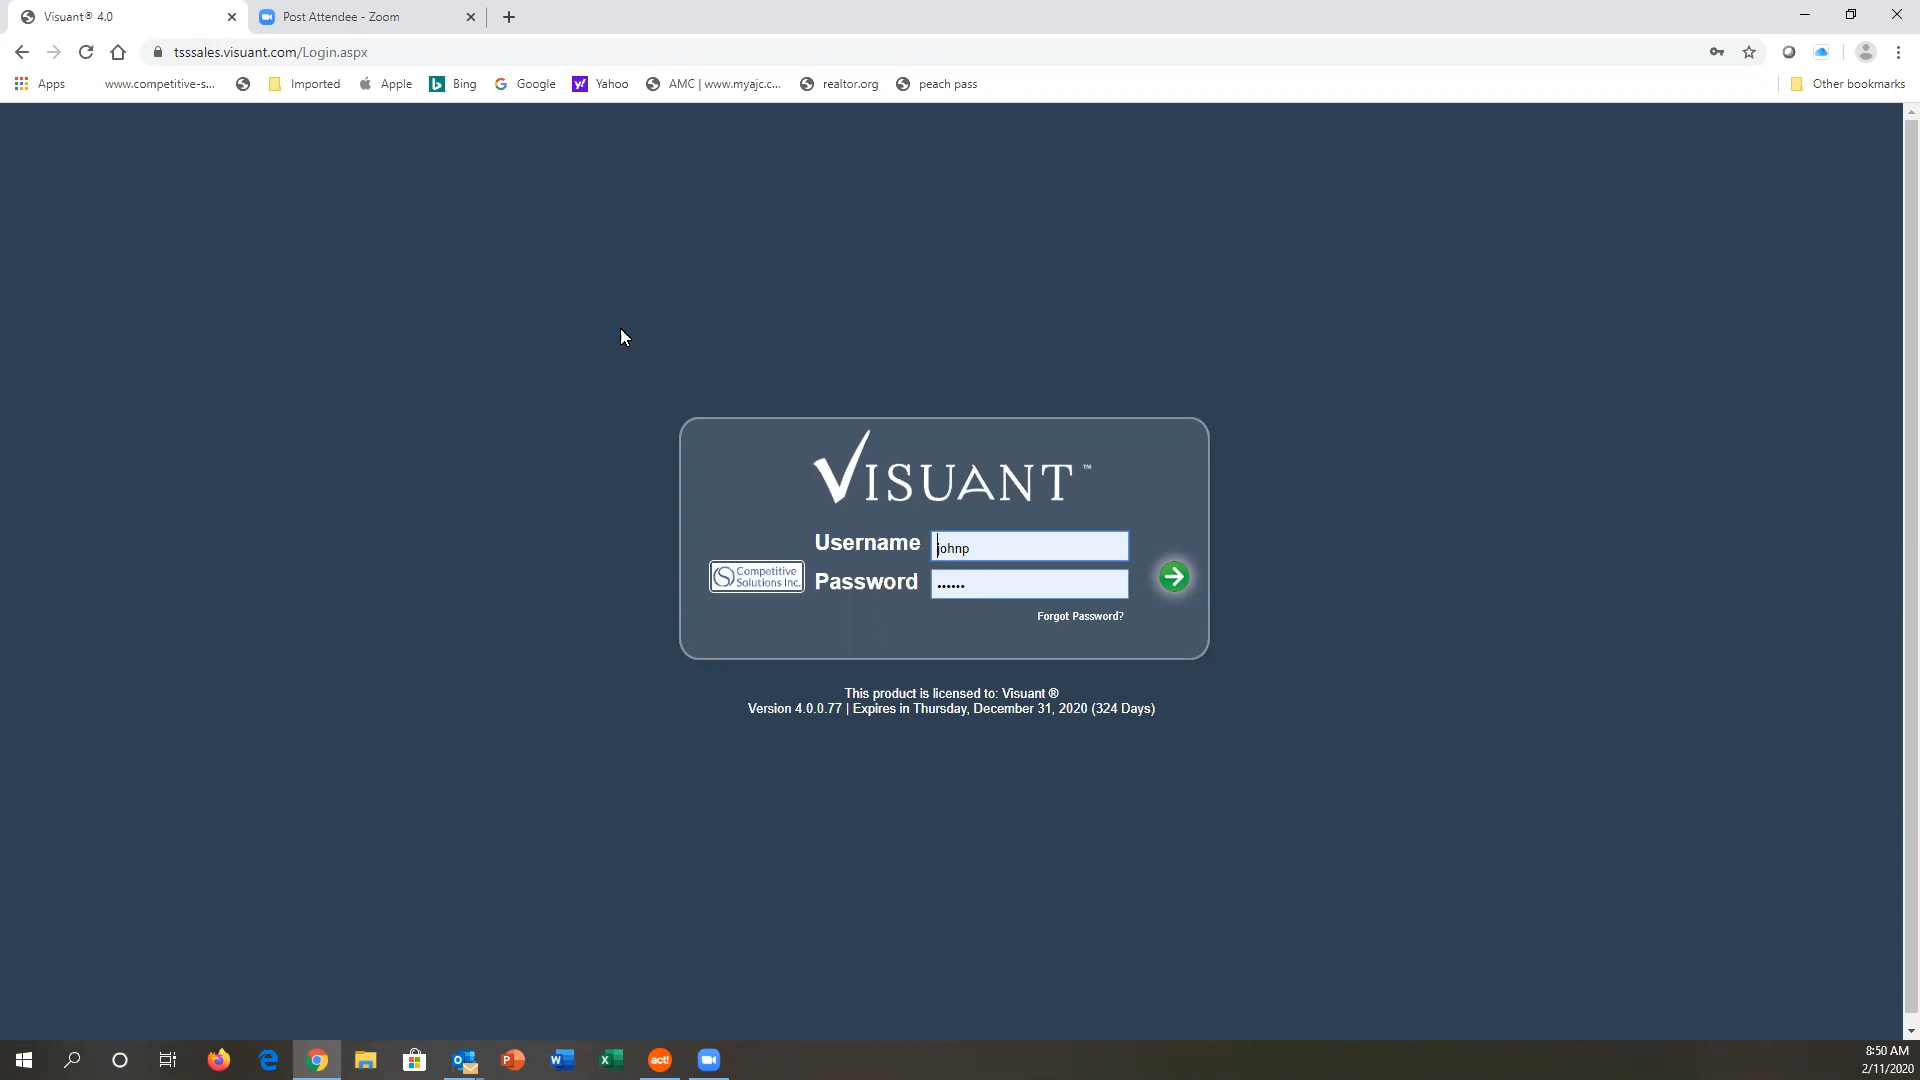 Visuant® 4.0
Post Attendee - Zoom
tsssales.visuant.com/Login.aspx
Apps
www.competitive-s...
Imported
Apple
Bing
Google
Yahoo
AMC | www.myajc.c...
realtor.org
peach pass
Other bookmarks
VISUANT™
Username
johnp
Competitive
Solutions Inc.
Password
••••••
Forgot Password?
This product is licensed to: Visuant ®
Version 4.0.0.77 | Expires in Thursday, December 31, 2020 (324 Days)
act!
8:50 AM
2/11/2020